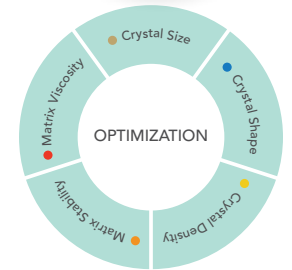 Crystal Size
Crystal Shape
Crystal Density
Matrix Stability
Matrix Viscosity
OPTIMIZATION